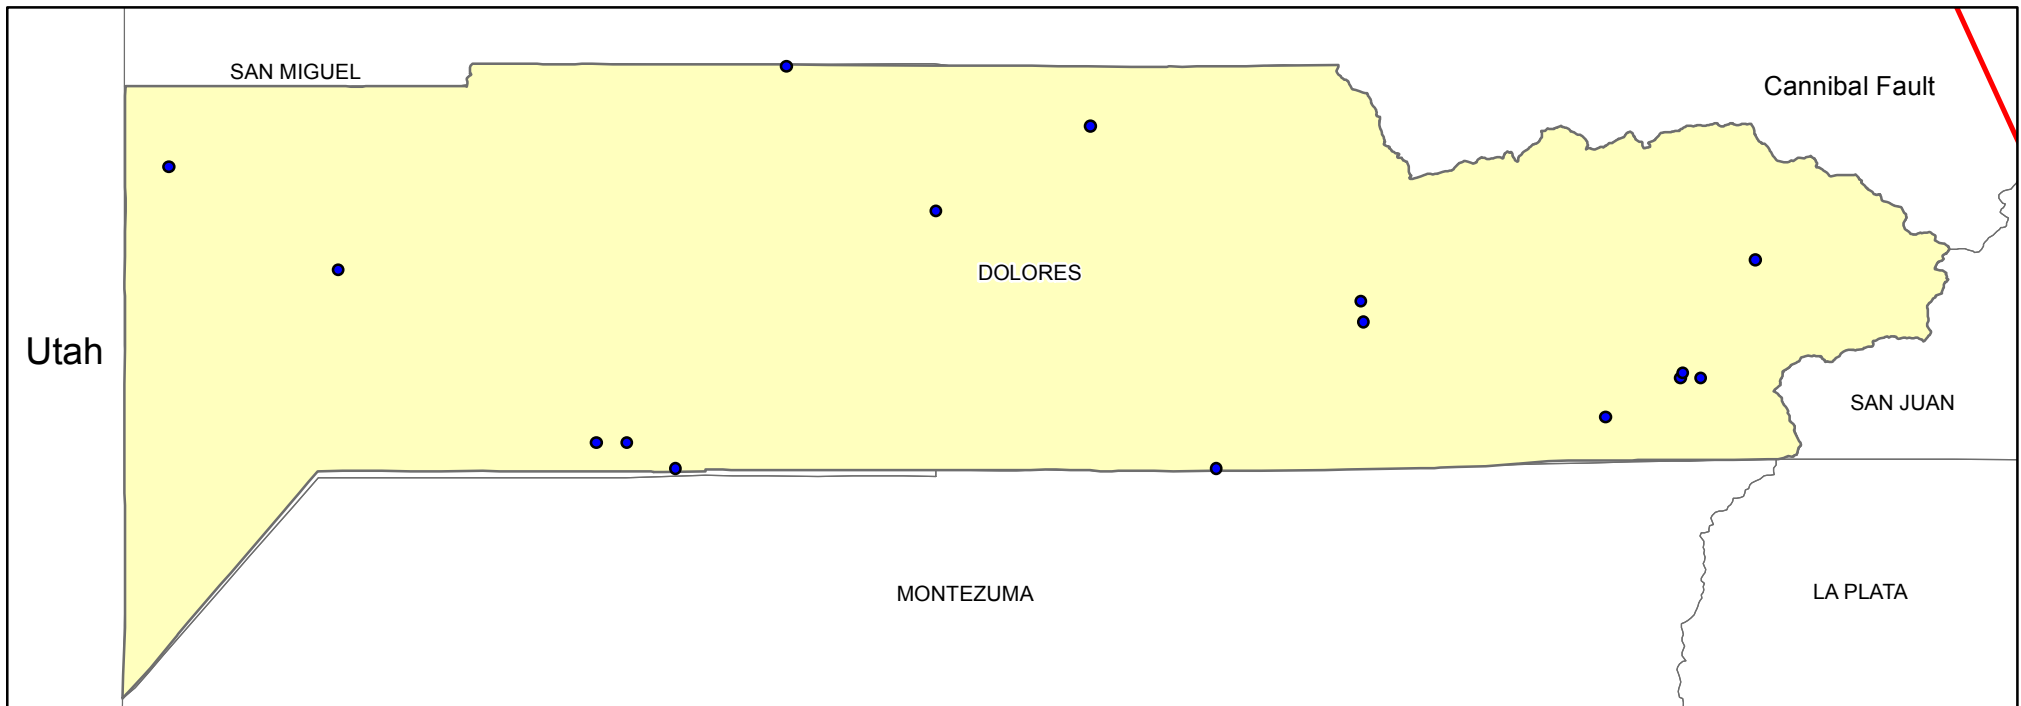 SAN MIGUEL
Cannibal Fault
DOLORES
Utah
SAN JUAN
MONTEZUMA
LA PLATA